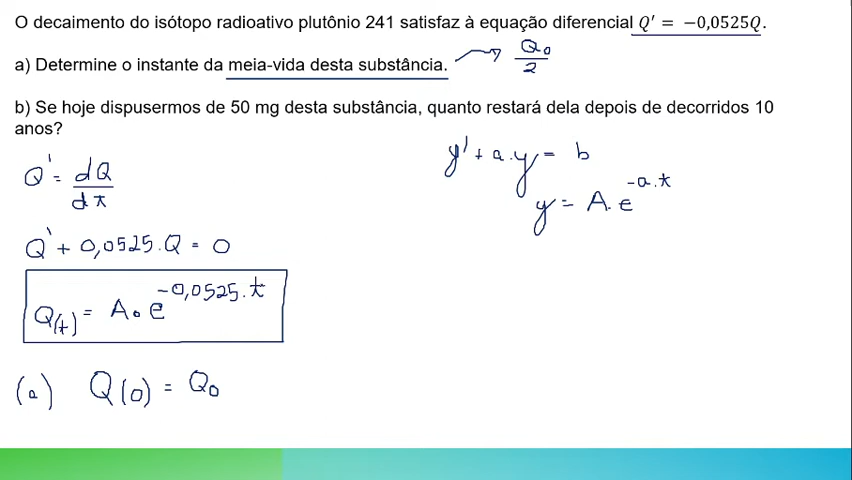 O decaimento do isótopo radioativo plutônio 241 satisfaz à equação diferencial Q' = −0,0525Q.
a) Determine o instante da meia-vida desta substância. → Q₀/2
b) Se hoje dispusermos de 50 mg desta substância, quanto restará dela depois de decorridos 10
anos?
Q' = dQ/dt
y' + a.y = b
y = A.e^(-a.t)
Q' + 0,0525.Q = 0
Q(t) = A.e^(-0,0525.t)
(a) Q(0) = Q₀